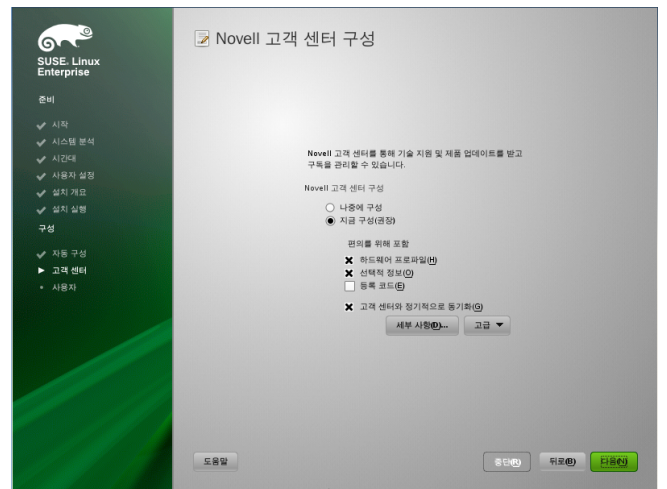 SUSE. Linux
Enterprise
준비
시작
시스템 분석
시간대
사용자 설정
설치 개요
설치 실행
구성
자동 구성
고객 센터
사용자
Novell 고객 센터 구성
Novell 고객 센터를 통해 기술 지원 및 제품 업데이트를 받고
구독을 관리할 수 있습니다.
Novell 고객 센터 구성
나중에 구성
지금 구성(권장)
편의를 위해 포함
하드웨어 프로파일(H)
선택적 정보(O)
등록 코드(E)
고객 센터와 정기적으로 동기화(G)
세부 사항(D)...
고급
도움말
중단(R)
뒤로(B)
다음(N)